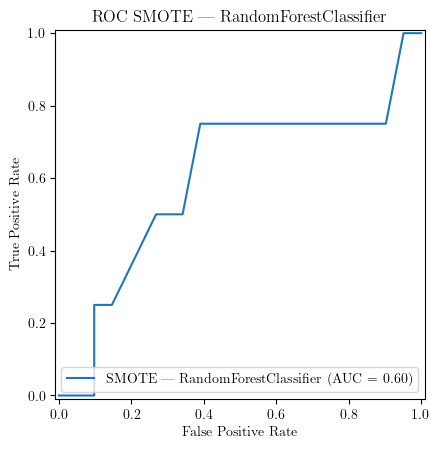 ROC SMOTE — RandomForestClassifier
1.0
0.8
0.6
0.4
0.2
0.0
True Positive Rate
SMOTE — RandomForestClassifier (AUC = 0.60)
0.0 0.2 0.4 0.6 0.8 1.0
False Positive Rate